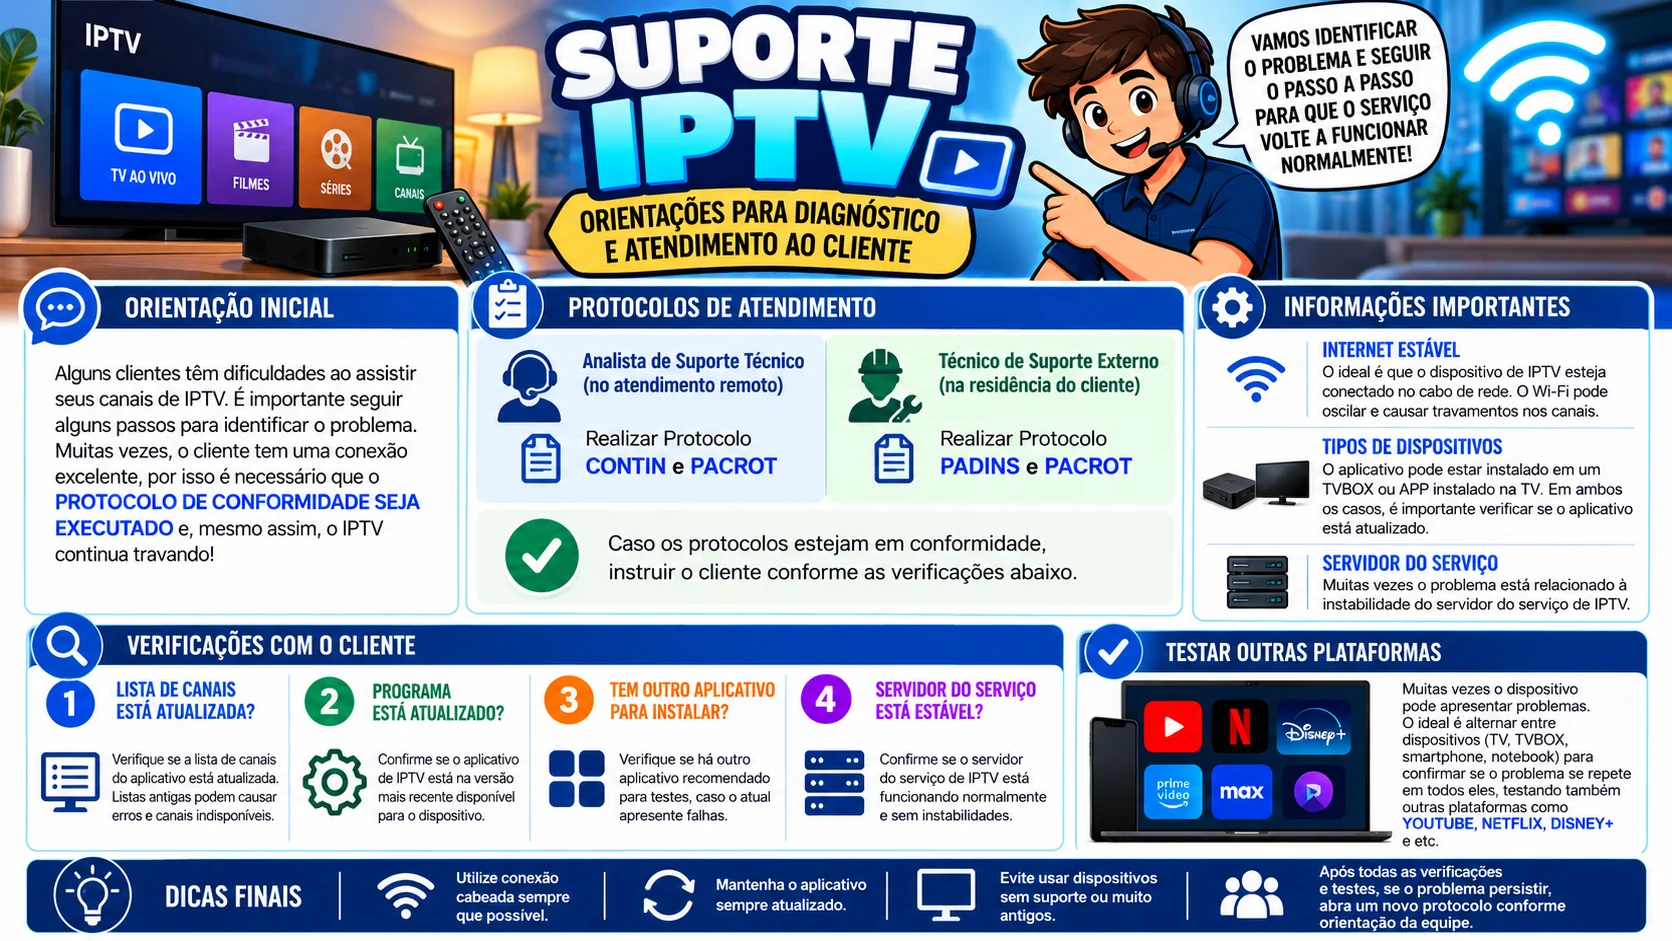 IPTV
TV AO VIVO
FILMES
SÉRIES
CANAIS
SUPORTE
IPTV
ORIENTAÇÕES PARA DIAGNÓSTICO
E ATENDIMENTO AO CLIENTE
VAMOS IDENTIFICAR
O PROBLEMA E SEGUIR
O PASSO A PASSO
PARA QUE O SERVIÇO
VOLTE A FUNCIONAR
NORMALMENTE!
ORIENTAÇÃO INICIAL
Alguns clientes têm dificuldades ao assistir
seus canais de IPTV. É importante seguir
alguns passos para identificar o problema.
Muitas vezes, o cliente tem uma conexão
excelente, por isso é necessário que o
PROTOCOLO DE CONFORMIDADE SEJA
EXECUTADO e, mesmo assim, o IPTV
continua travando!
PROTOCOLOS DE ATENDIMENTO
Analista de Suporte Técnico
(no atendimento remoto)
Realizar Protocolo
CONTIN e PACROT
Técnico de Suporte Externo
(na residência do cliente)
Realizar Protocolo
PADINS e PACROT
Caso os protocolos estejam em conformidade,
instruir o cliente conforme as verificações abaixo.
INFORMAÇÕES IMPORTANTES
INTERNET ESTÁVEL
O ideal é que o dispositivo de IPTV esteja
conectado no cabo de rede. O Wi-Fi pode
oscilar e causar travamentos nos canais.
TIPOS DE DISPOSITIVOS
O aplicativo pode estar instalado em um
TVBOX ou APP instalado na TV. Em ambos
os casos, é importante verificar se o aplicativo
está atualizado.
SERVIDOR DO SERVIÇO
Muitas vezes o problema está relacionado à
instabilidade do servidor do serviço de IPTV.
VERIFICAÇÕES COM O CLIENTE
1
LISTA DE CANAIS
ESTÁ ATUALIZADA?
Verifique se a lista de canais
do aplicativo está atualizada.
Listas antigas podem causar
erros e canais indisponíveis.
2
PROGRAMA
ESTÁ ATUALIZADO?
Confirme se o aplicativo
de IPTV está na versão
mais recente disponível
para o dispositivo.
3
TEM OUTRO APLICATIVO
PARA INSTALAR?
Verifique se há outro
aplicativo recomendado
para testes, caso o atual
apresente falhas.
4
SERVIDOR DO SERVIÇO
ESTÁ ESTÁVEL?
Confirme se o servidor
do serviço de IPTV está
funcionando normalmente
e sem instabilidades.
TESTAR OUTRAS PLATAFORMAS
N
Disney+
prime
video
max
Muitas vezes o dispositivo
pode apresentar problemas.
O ideal é alternar entre
dispositivos (TV, TVBOX,
smartphone, notebook) para
confirmar se o problema se repete
em todos eles, testando também
outras plataformas como
YOUTUBE, NETFLIX, DISNEY+
e etc.
DICAS FINAIS
Utilize conexão
cabeada sempre
que possível.
Mantenha o aplicativo
sempre atualizado.
Evite usar dispositivos
sem suporte ou muito
antigos.
Após todas as verificações
e testes, se o problema persistir,
abra um novo protocolo conforme
orientação da equipe.